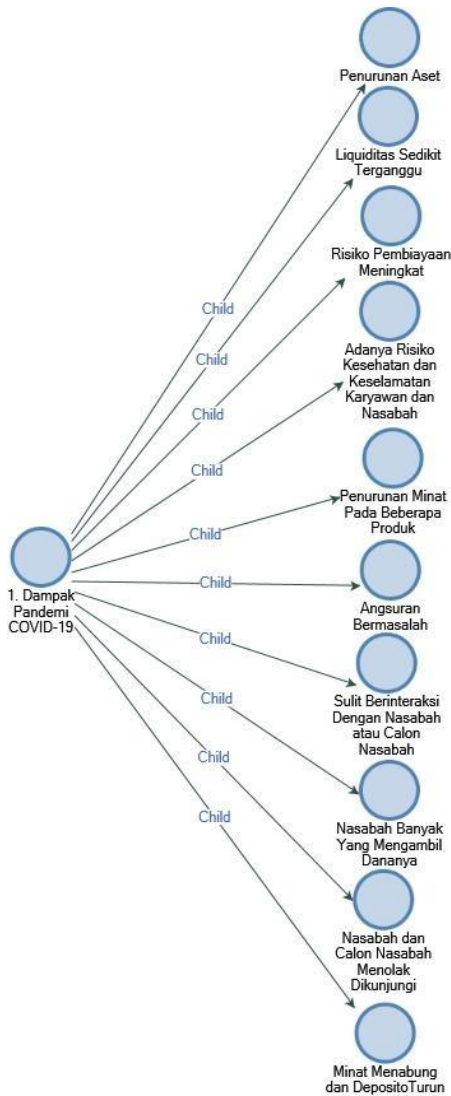 Penurunan Aset
Liquiditas Sedikit
Terganggu
Risiko Pembiayaan
Meningkat
Child
Child
Adanya Risiko
Kesehatan dan
Keselamatan
Karyawan dan
Nasabah
Child
Child
Penurunan Minat
Pada Beberapa
Produk
Child
1. Dampak
Pandemi
COVID-19
Child
Angsuran
Bermasalah
Child
Sulit Berinteraksi
Dengan Nasabah
atau Calon
Nasabah
Child
Child
Nasabah Banyak
Yang Mengambil
Dananya
Child
Nasabah dan
Calon Nasabah
Menolak
Dikunjungi
Minat Menabung
dan DepositoTurun